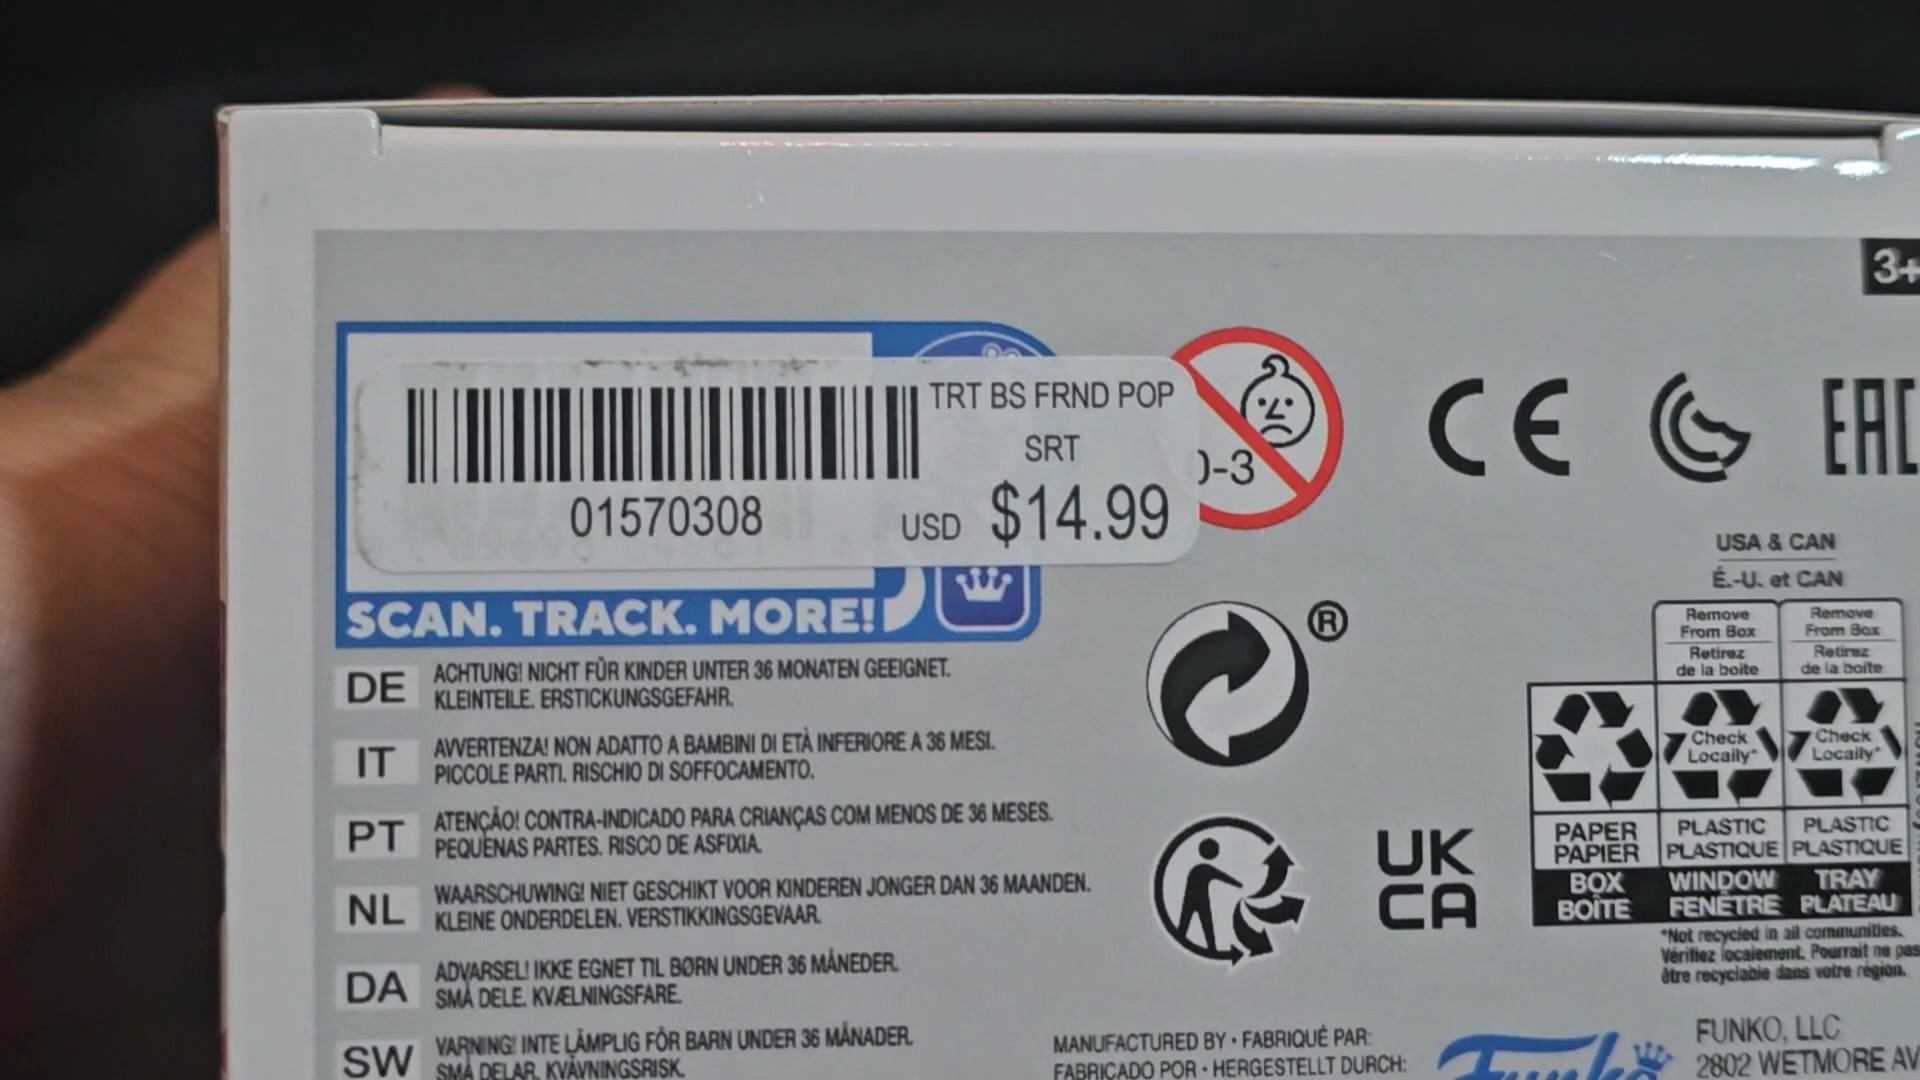 3+
TRT BS FRND POP
SRT
01570308
USD $14.99
0-3
CE
EAC
SCAN. TRACK. MORE!
DE
ACHTUNG! NICHT FÜR KINDER UNTER 36 MONATEN GEEIGNET.
KLEINTEILE. ERSTICKUNGSGEFAHR.
IT
AVVERTENZA! NON ADATTO A BAMBINI DI ETÀ INFERIORE A 36 MESI.
PICCOLE PARTI. RISCHIO DI SOFFOCAMENTO.
PT
ATENÇÃO! CONTRA-INDICADO PARA CRIANÇAS COM MENOS DE 36 MESES.
PEQUENAS PARTES. RISCO DE ASFIXIA.
NL
WAARSCHUWING! NIET GESCHIKT VOOR KINDEREN JONGER DAN 36 MAANDEN.
KLEINE ONDERDELEN. VERSTIKKINGSGEVAAR.
DA
ADVARSEL! IKKE EGNET TIL BØRN UNDER 36 MÅNEDER.
SMÅ DELE. KVÆLNINGSFARE.
SW
VARNING! INTE LÄMPLIG FÖR BARN UNDER 36 MÅNADER.
SMÅ DELAR. KVÄVNINGSRISK.
®
UK
CA
USA & CAN
É.-U. et CAN
Remove
From Box
Retirez
de la boîte
Remove
From Box
Retirez
de la boîte
Check
Locally*
Check
Locally*
PAPER
PAPIER
PLASTIC
PLASTIQUE
PLASTIC
PLASTIQUE
BOX
BOÎTE
WINDOW
FENÊTRE
TRAY
PLATEAU
*Not recycled in all communities.
Vérifiez localement. Pourrait ne pas
être recyclable dans votre région.
MANUFACTURED BY • FABRIQUÉ PAR:
FABRICADO POR • HERGESTELLT DURCH:
Funko
FUNKO, LLC
2802 WETMORE AV